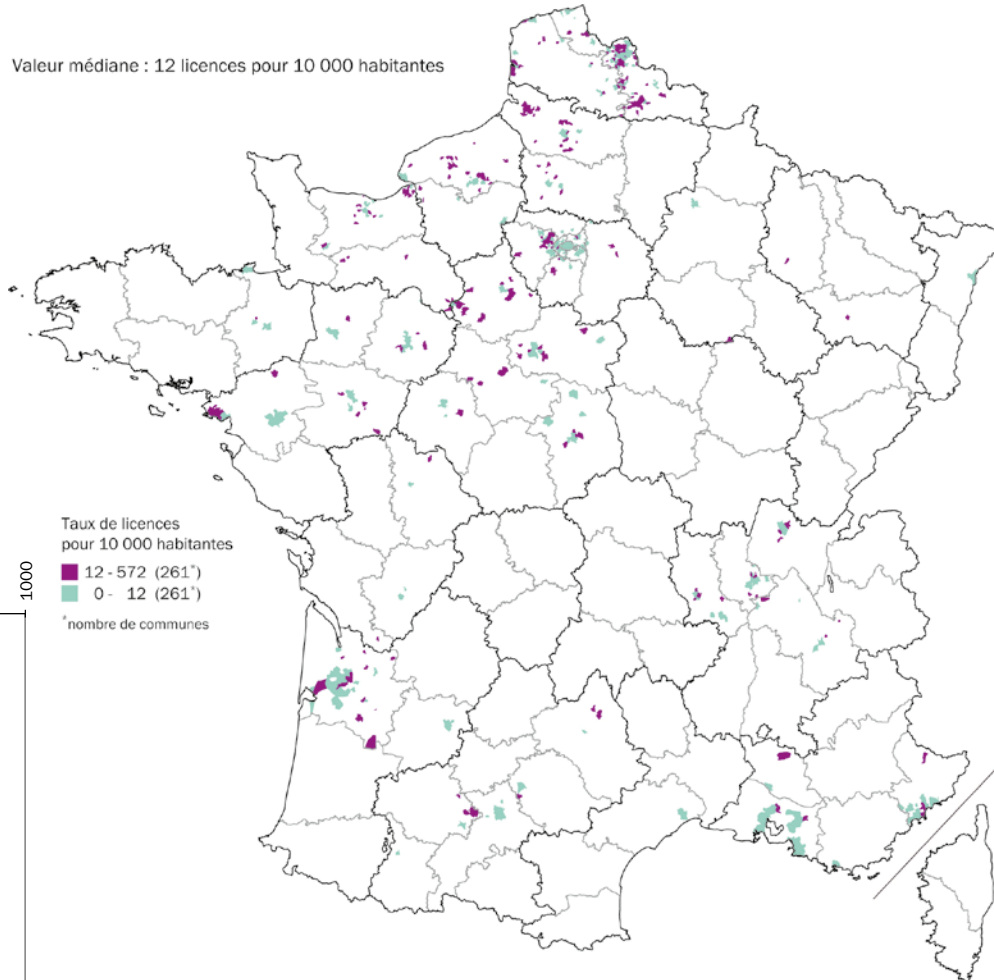 Valeur médiane : 12 licences pour 10 000 habitantes
Taux de licences
pour 10 000 habitantes
12 - 572 (261*)
0 - 12 (261*)
*nombre de communes
1000